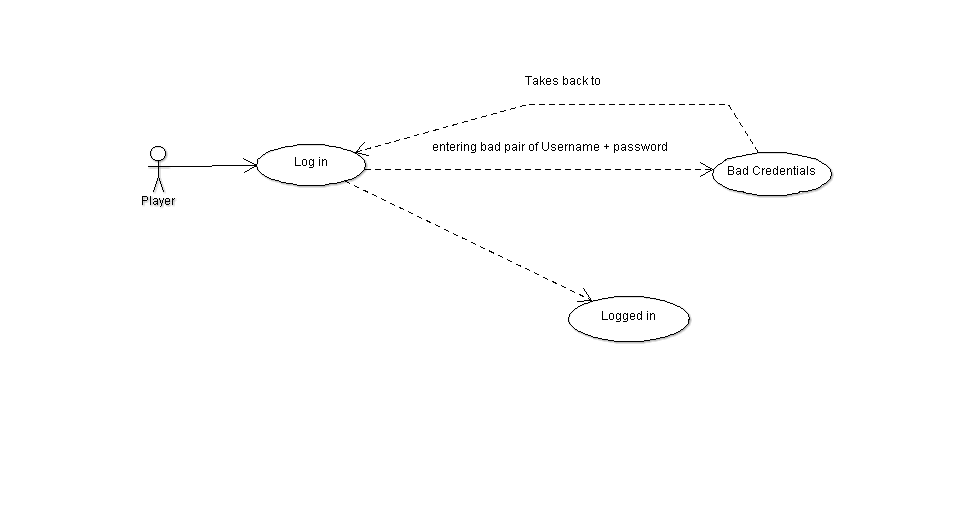 Takes back to
entering bad pair of Username + password
Log in
Bad Credentials
Player
Logged in